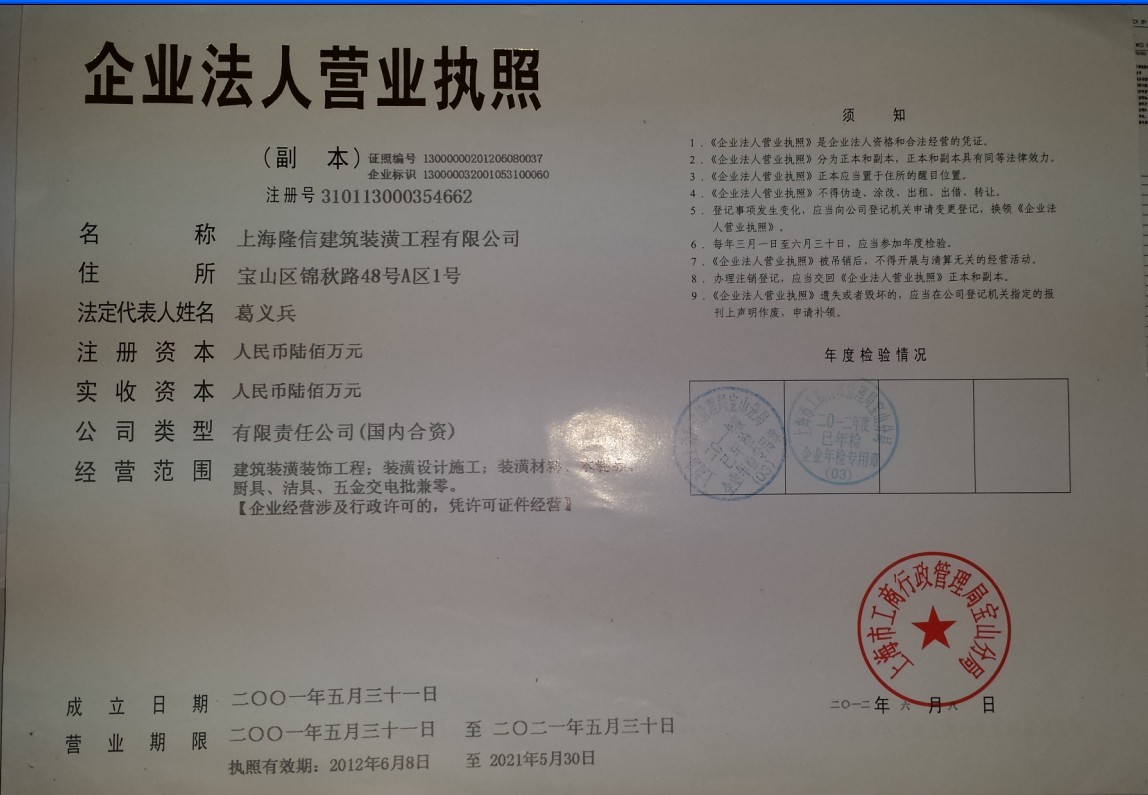 企业法人营业执照
（副 本）
证照编号 13000000201206080037
企业标识 130000032001053100060
注册号 310113000354662
名 称 上海隆信建筑装潢工程有限公司
住 所 宝山区锦秋路48号A区1号
法定代表人姓名 葛义兵
注册资本 人民币陆佰万元
实收资本 人民币陆佰万元
公司类型 有限责任公司(国内合资)
经营范围 建筑装潢装饰工程；装潢设计施工；装潢材料、
厨具、洁具、五金交电批兼零。
【企业经营涉及行政许可的，凭许可证件经营】
成立日期 二〇〇一年五月三十一日
营业期限 二〇〇一年五月三十一日 至 二〇二一年五月三十日
执照有效期: 2012年6月8日 至 2021年5月30日
须 知
1．《企业法人营业执照》是企业法人资格和合法经营的凭证。
2．《企业法人营业执照》分为正本和副本，正本和副本具有同等法律效力。
3．《企业法人营业执照》正本应当置于住所的醒目位置。
4．《企业法人营业执照》不得伪造、涂改、出租、出借、转让。
5．登记事项发生变化，应当向公司登记机关申请变更登记，换领《企业法
人营业执照》。
6．每年三月一日至六月三十日，应当参加年度检验。
7．《企业法人营业执照》被吊销后，不得开展与清算无关的经营活动。
8．办理注销登记，应当交回《企业法人营业执照》正本和副本。
9．《企业法人营业执照》遗失或者毁坏的，应当在公司登记机关指定的报
刊上声明作废，申请补领。
年度检验情况
二〇一二年度
已年检
企业年检专用章
(03)
上海市工商行政管理局宝山分局
二〇一二年六月八日